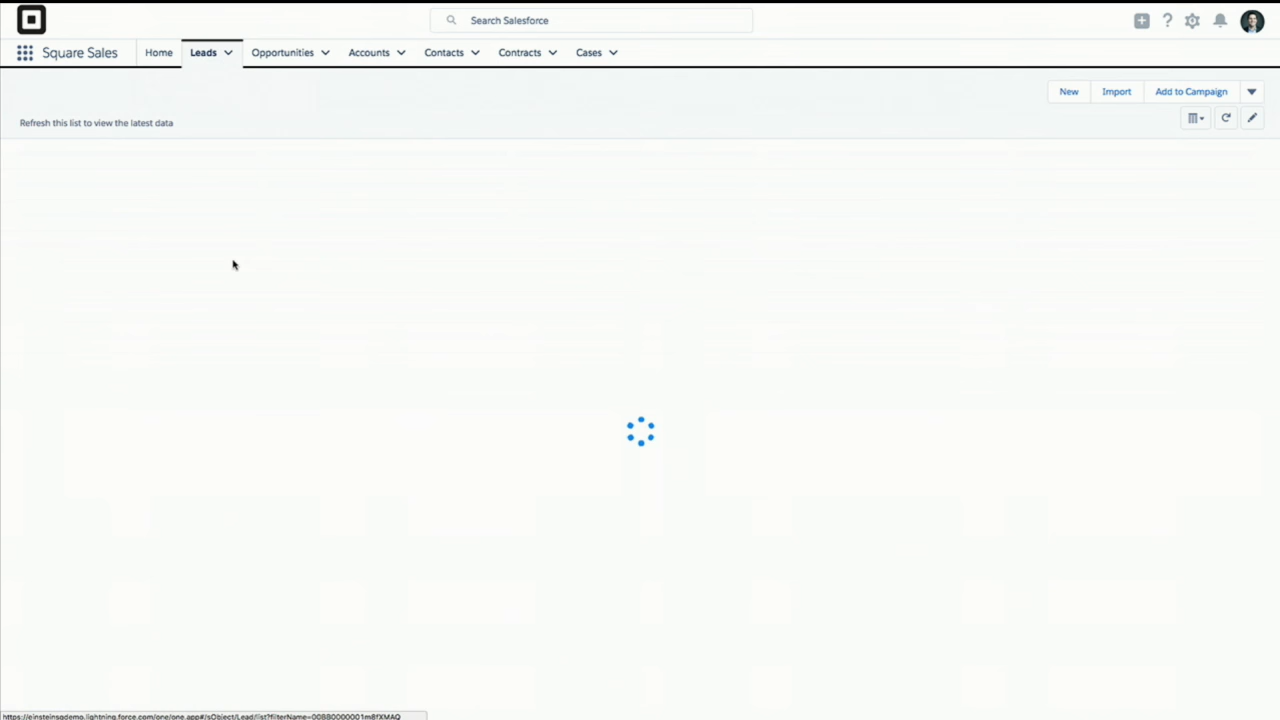 Search Salesforce
?
Square Sales
Home
Leads
Opportunities
Accounts
Contacts
Contracts
Cases
New
Import
Add to Campaign
Refresh this list to view the latest data